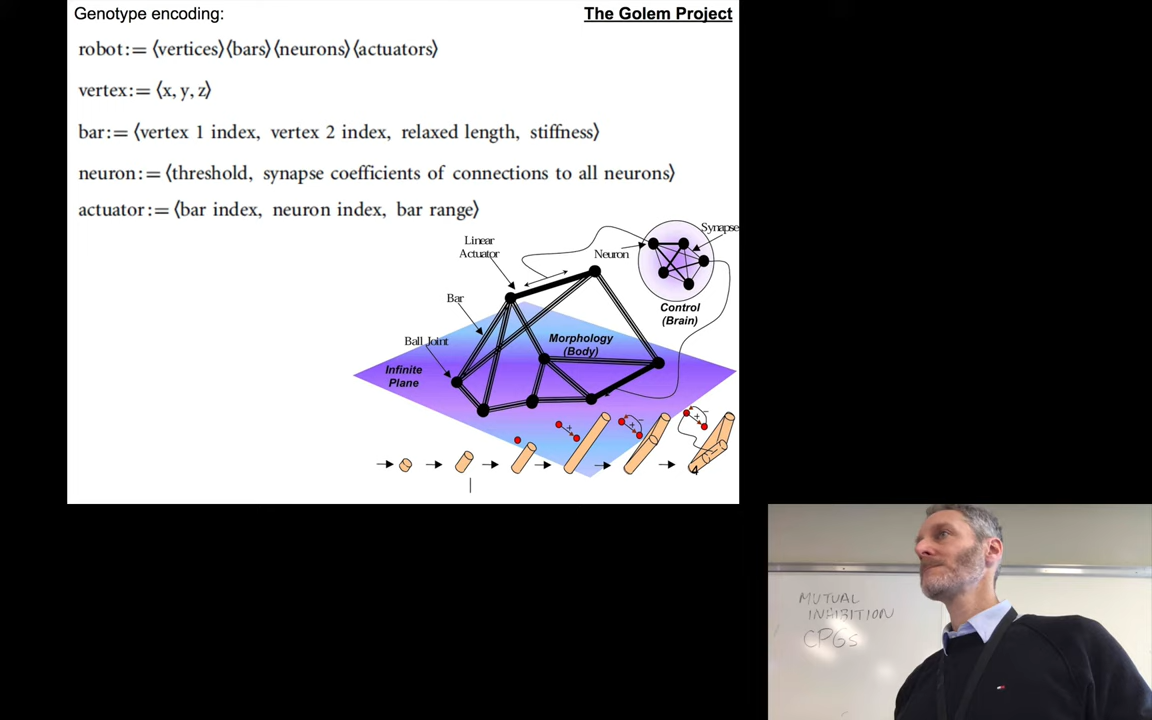 Genotype encoding:
The Golem Project
robot:= ⟨vertices⟩⟨bars⟩⟨neurons⟩⟨actuators⟩
vertex:= ⟨x, y, z⟩
bar:= ⟨vertex 1 index, vertex 2 index, relaxed length, stiffness⟩
neuron:= ⟨threshold, synapse coefficients of connections to all neurons⟩
actuator:= ⟨bar index, neuron index, bar range⟩
Synapse
Linear
Actuator
Neuron
Bar
Control
(Brain)
Ball Joint
Morphology
(Body)
Infinite
Plane
MUTUAL
INHIBITION
CPGs